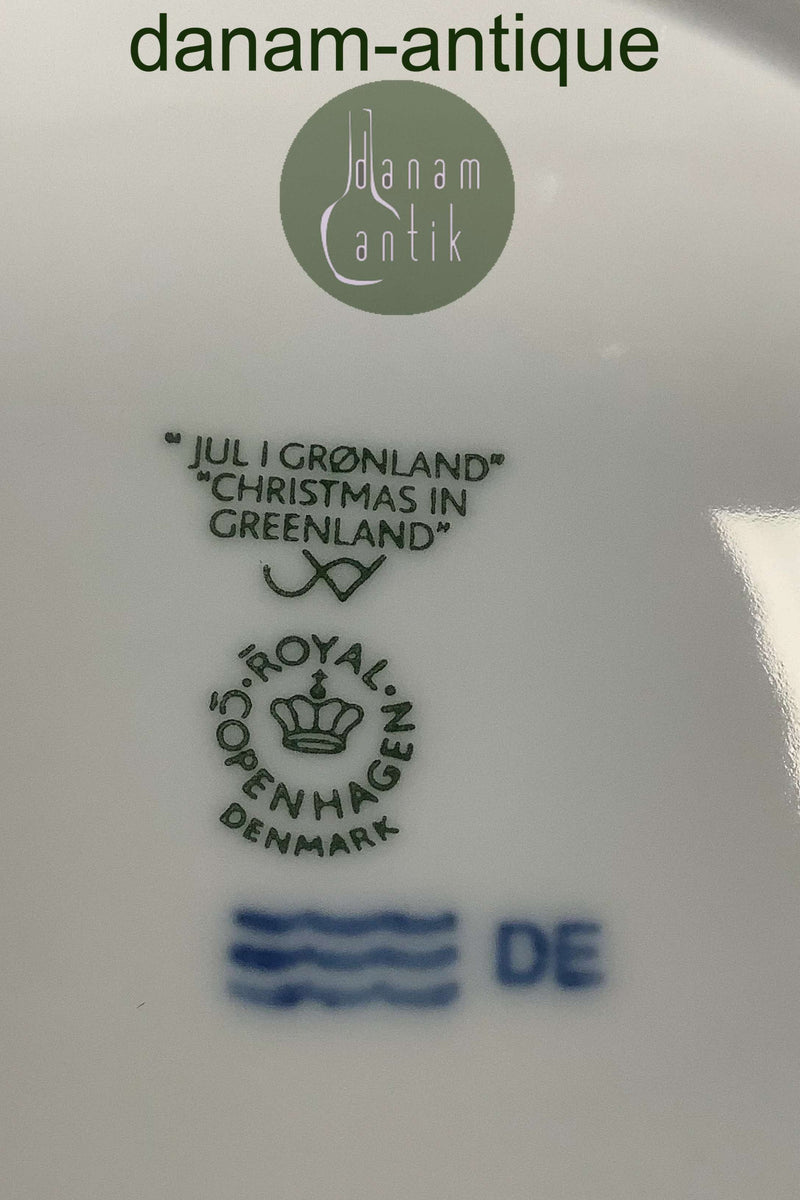 danam-antique
danam
antik
" JUL I GRØNLAND"
"CHRISTMAS IN
GREENLAND"
ROYAL · COPENHAGEN ·
DENMARK
DE